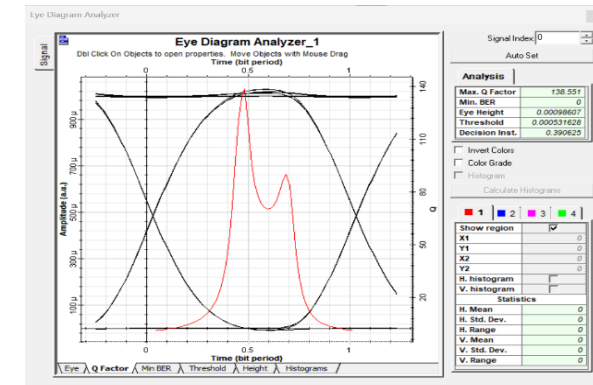 Eye Diagram Analyzer
Signal
Eye Diagram Analyzer_1
Dbl Click On Objects to open properties. Move Objects with Mouse Drag
Time (bit period)
0 0.5 1
Amplitude (a.u.)
900 µ
700 µ
500 µ
300 µ
100 µ
140
110
80
50
20
Q
0 0.5 1
Time (bit period)
Eye Q Factor Min BER Threshold Height Histograms
Signal Index: 0
Auto Set
Analysis
Max. Q Factor 138.551
Min. BER 0
Eye Height 0.00098607
Threshold 0.000531628
Decision Inst. 0.390625
Invert Colors
Color Grade
Histogram
Calculate Histograms
1 2 3 4
Show region
X1 0
Y1 0
X2 0
Y2 0
H. histogram
V. histogram
Statistics
H. Mean 0
H. Std. Dev. 0
H. Range 0
V. Mean 0
V. Std. Dev. 0
V. Range 0